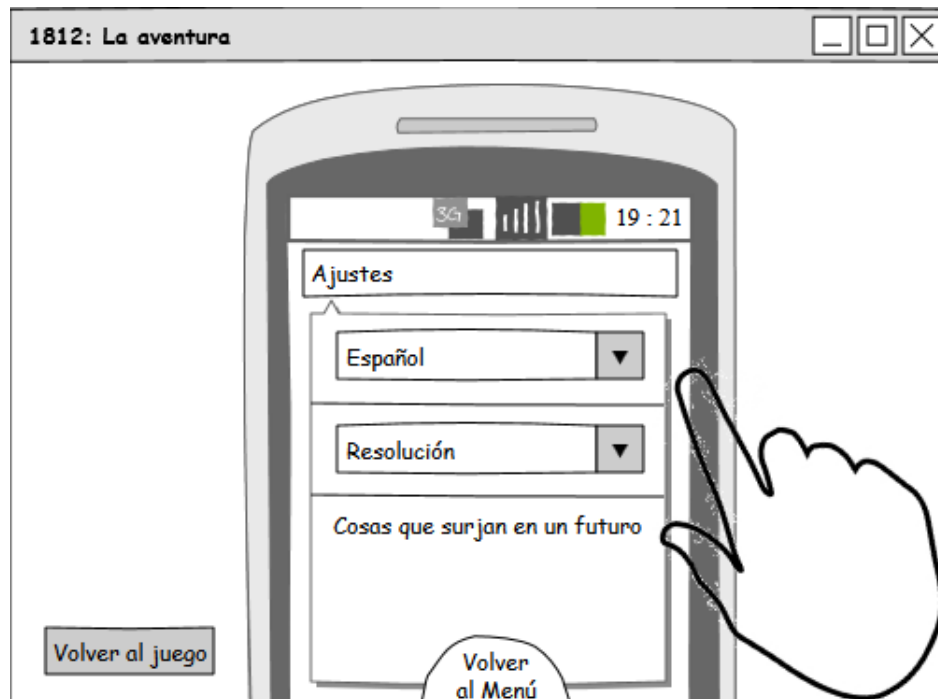 1812: La aventura
3G
19 : 21
Ajustes
Español
Resolución
Cosas que surjan en un futuro
Volver al juego
Volver
al Menú